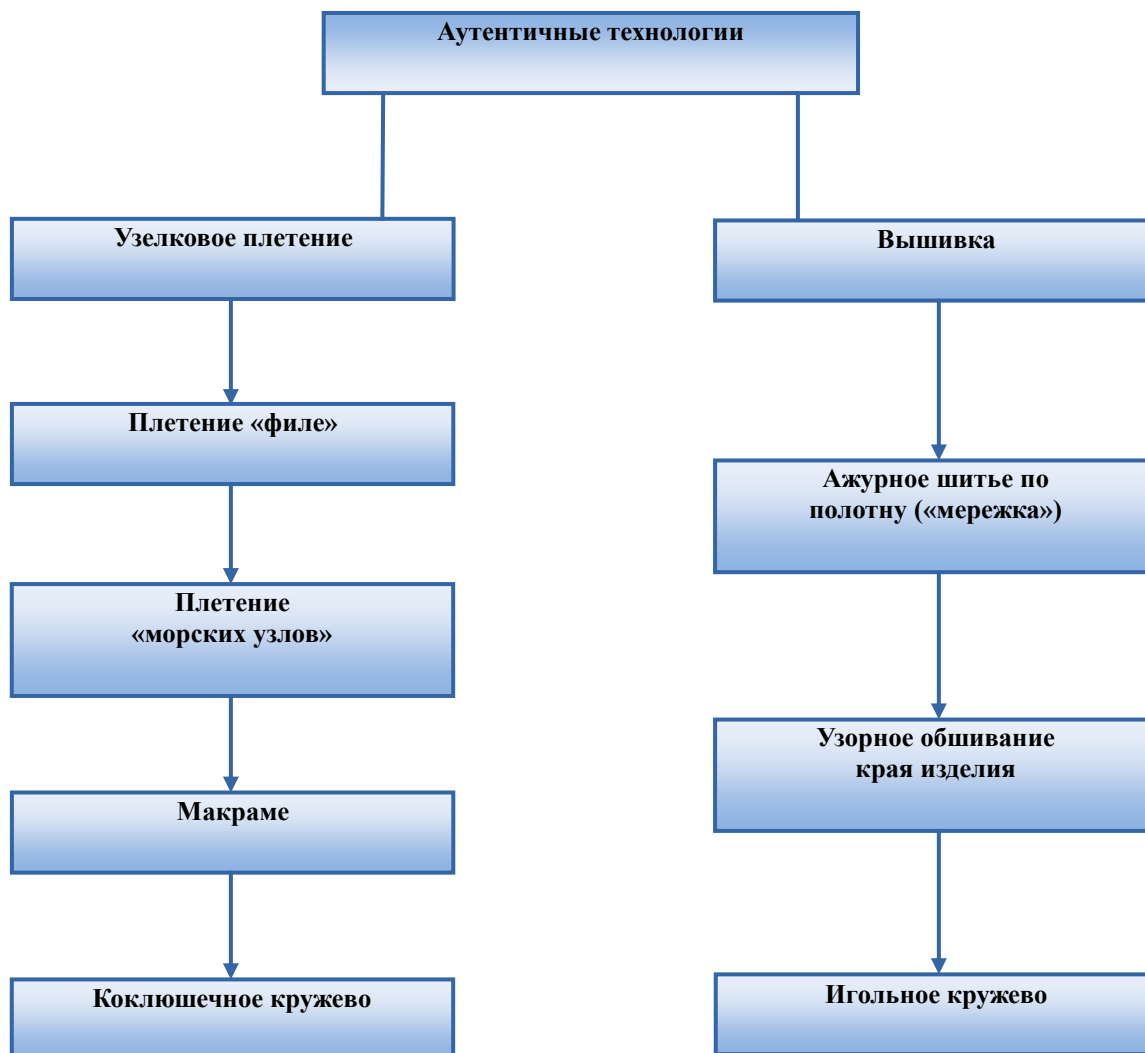 Аутентичные технологии
Узелковое плетение
Вышивка
Плетение «филе»
Ажурное шитье по
полотну («мережка»)
Плетение
«морских узлов»
Узорное обшивание
края изделия
Макраме
Коклюшечное кружево
Игольное кружево